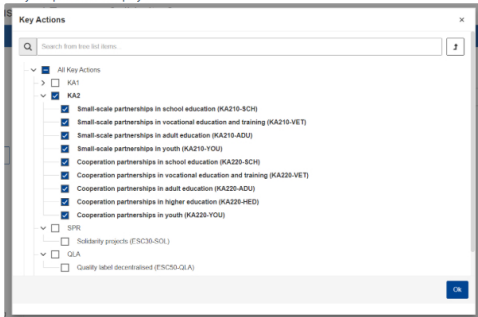 Key Actions
Search from tree list items...
All Key Actions
KA1
KA2
Small-scale partnerships in school education (KA210-SCH)
Small-scale partnerships in vocational education and training (KA210-VET)
Small-scale partnerships in adult education (KA210-ADU)
Small-scale partnerships in youth (KA210-YOU)
Cooperation partnerships in school education (KA220-SCH)
Cooperation partnerships in vocational education and training (KA220-VET)
Cooperation partnerships in adult education (KA220-ADU)
Cooperation partnerships in higher education (KA220-HED)
Cooperation partnerships in youth (KA220-YOU)
SPR
Solidarity projects (ESC30-SOL)
QLA
Quality label decentralised (ESC50-QLA)
Ok